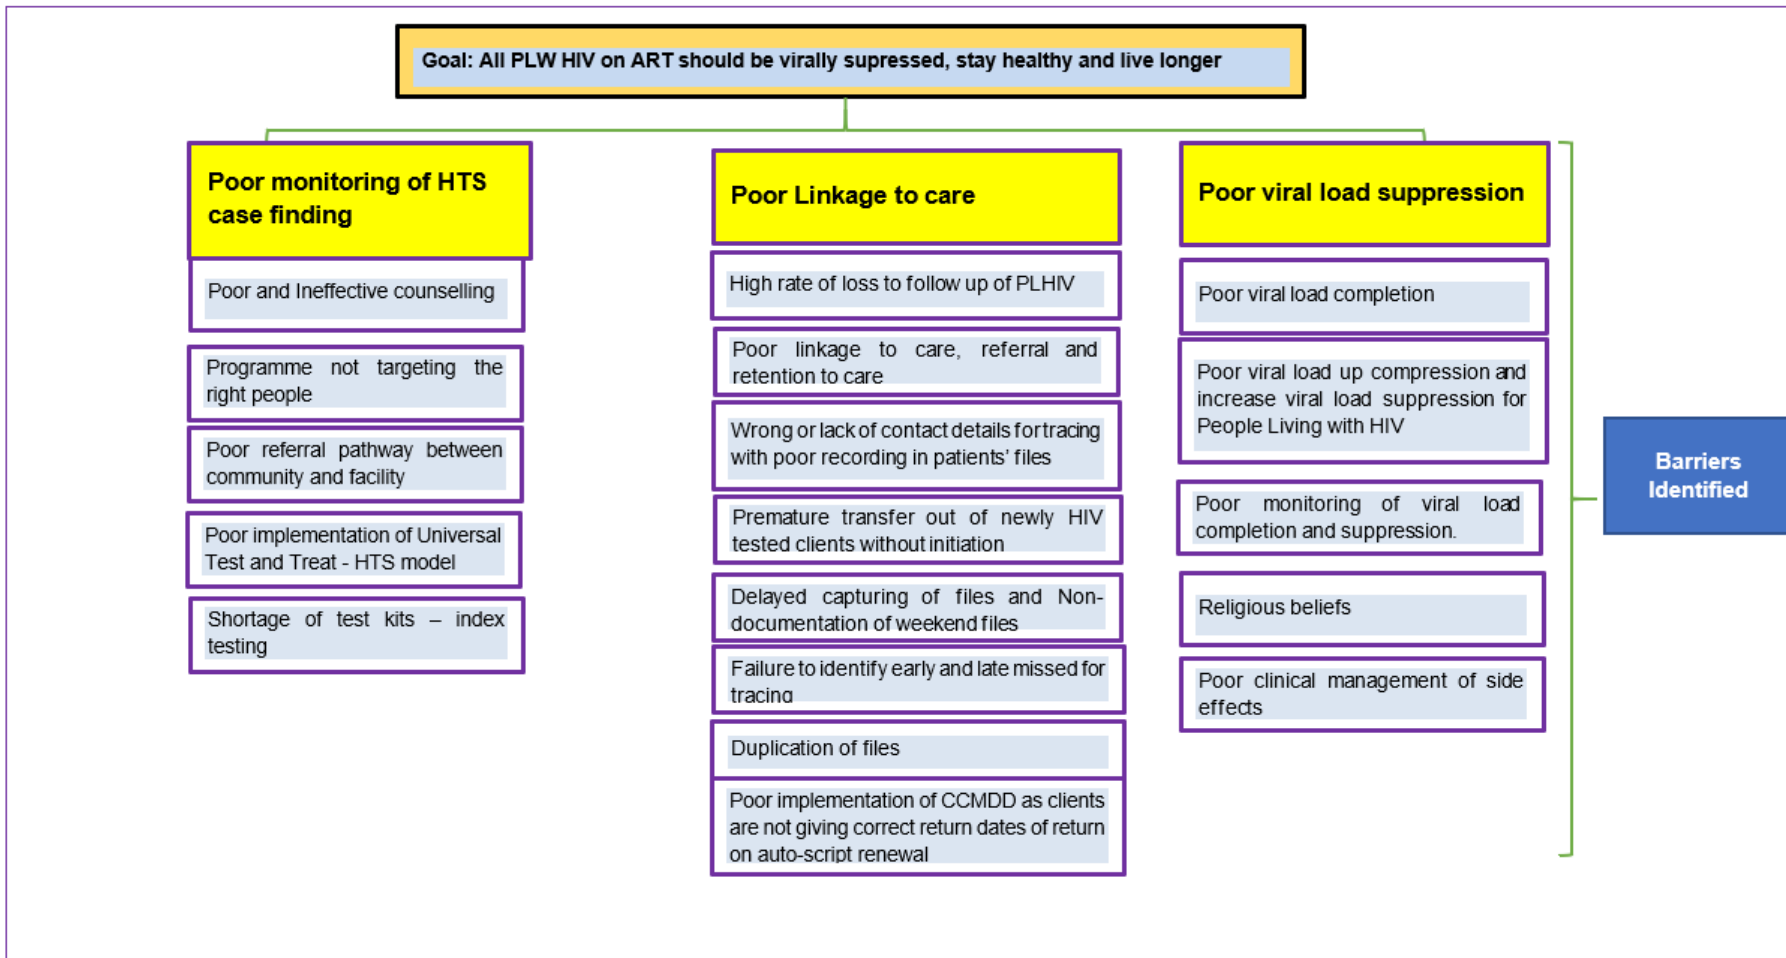 Goal: All PLW HIV on ART should be virally supressed, stay healthy and live longer
Poor monitoring of HTS
case finding
Poor and Ineffective counselling
Programme not targeting the
right people
Poor referral pathway between
community and facility
Poor implementation of Universal
Test and Treat - HTS model
Shortage of test kits – index
testing
Poor Linkage to care
High rate of loss to follow up of PLHIV
Poor linkage to care, referral and
retention to care
Wrong or lack of contact details for tracing
with poor recording in patients’ files
Premature transfer out of newly HIV
tested clients without initiation
Delayed capturing of files and Non-
documentation of weekend files
Failure to identify early and late missed for
tracing
Duplication of files
Poor implementation of CCMDD as clients
are not giving correct return dates of return
on auto-script renewal
Poor viral load suppression
Poor viral load completion
Poor viral load up compression and
increase viral load suppression for
People Living with HIV
Poor monitoring of viral load
completion and suppression.
Religious beliefs
Poor clinical management of side
effects
Barriers
Identified